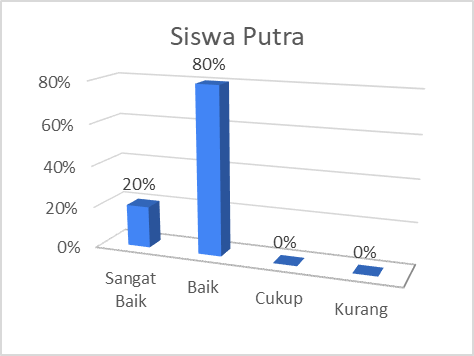 Siswa Putra
80%
60%
40%
20%
0%
20%
80%
0%
0%
Sangat
Baik
Baik
Cukup
Kurang